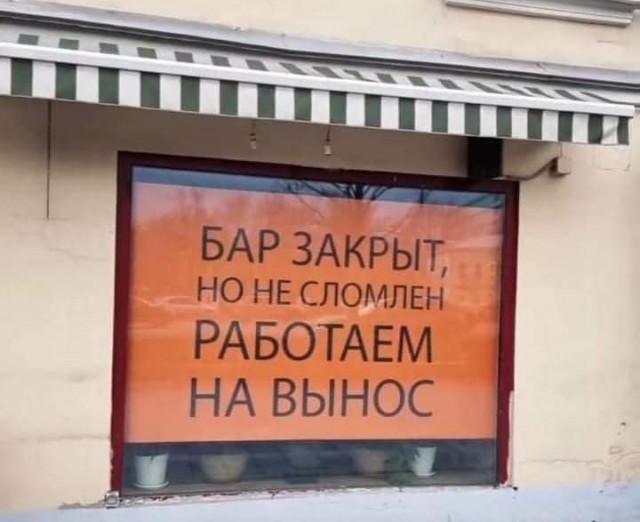 БАР ЗАКРЫТ,
НО НЕ СЛОМЛЕН
РАБОТАЕМ
НА ВЫНОС